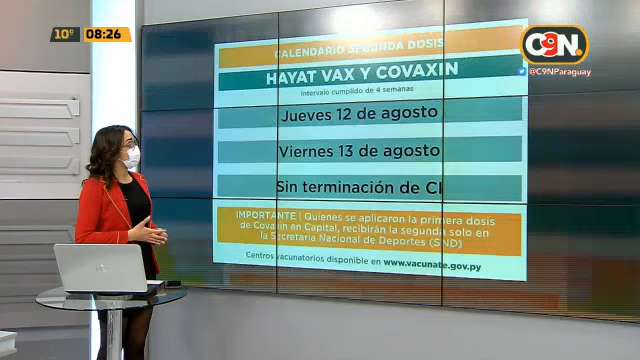 10°
08:26
C9N
@C9NParaguay
CALENDARIO SEGUNDA DOSIS
HAYAT VAX Y COVAXIN
Intervalo cumplido de 4 semanas
Jueves 12 de agosto
Viernes 13 de agosto
Sin terminación de CI
IMPORTANTE | Quienes se aplicaron la primera dosis
de Covaxin en Capital, recibirán la segunda solo en
la Secretaria Nacional de Deportes (SND)
Centros vacunatorios disponible en www.vacunate.gov.py